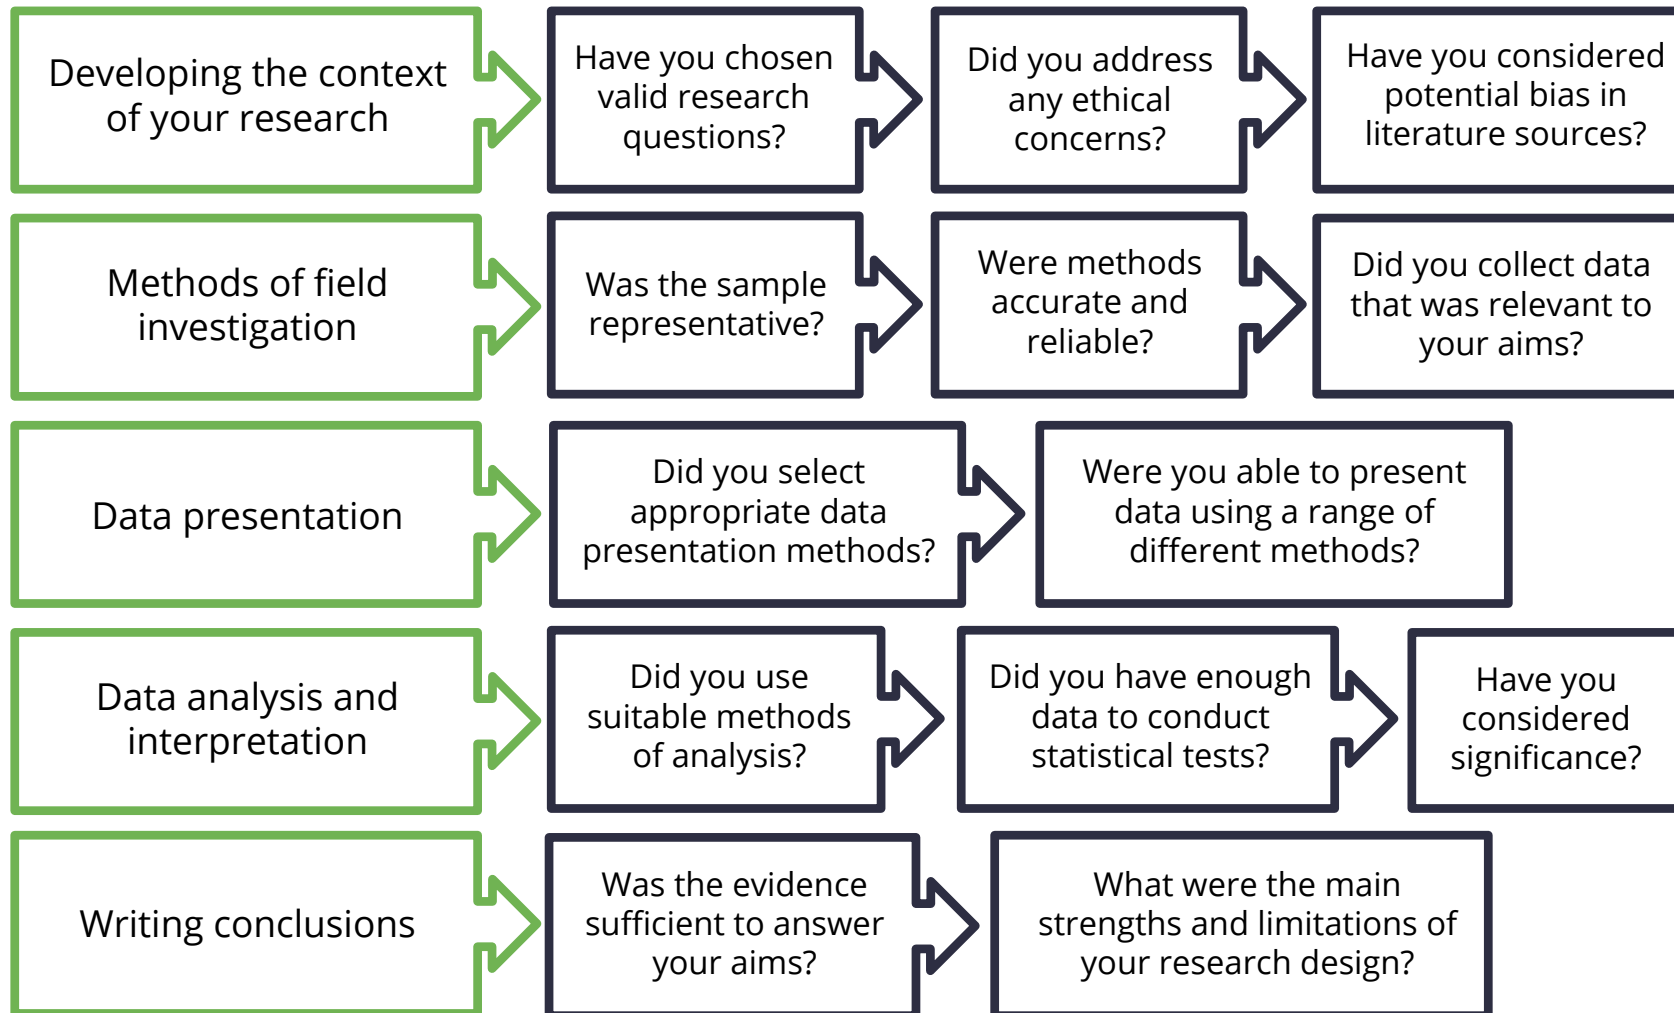 Developing the context
of your research
Have you chosen
valid research
questions?
Did you address
any ethical
concerns?
Have you considered
potential bias in
literature sources?
Methods of field
investigation
Was the sample
representative?
Were methods
accurate and
reliable?
Did you collect data
that was relevant to
your aims?
Data presentation
Did you select
appropriate data
presentation methods?
Were you able to present
data using a range of
different methods?
Data analysis and
interpretation
Did you use
suitable methods
of analysis?
Did you have enough
data to conduct
statistical tests?
Have you
considered
significance?
Writing conclusions
Was the evidence
sufficient to answer
your aims?
What were the main
strengths and limitations of
your research design?